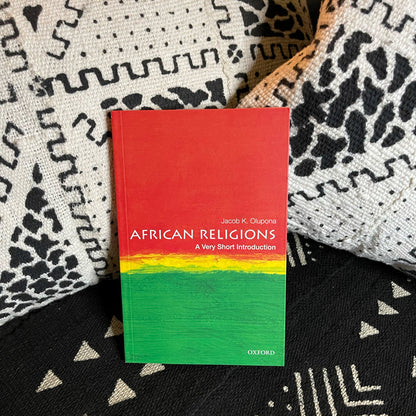 Jacob K. Olupona
AFRICAN RELIGIONS
A Very Short Introduction
OXFORD